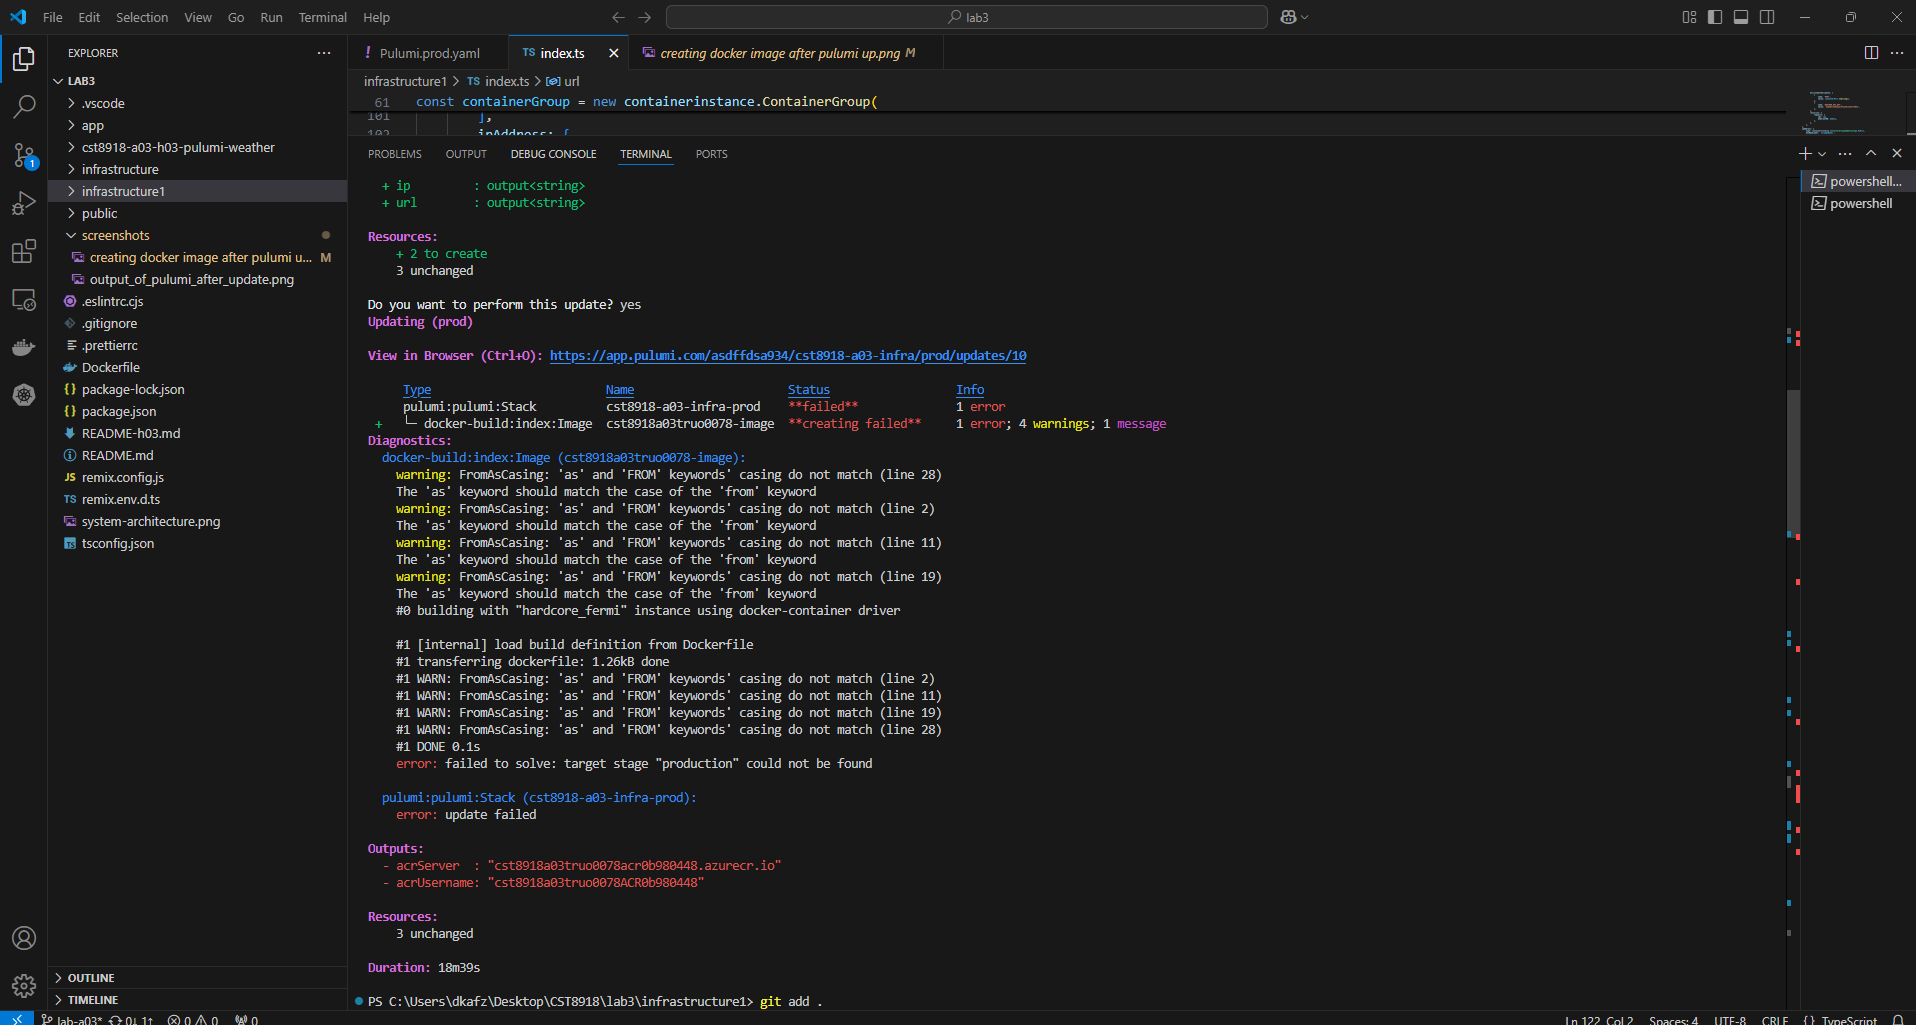 File Edit Selection View Go Run Terminal Help
lab3
EXPLORER
LAB3
.vscode
app
cst8918-a03-h03-pulumi-weather
infrastructure
infrastructure1
public
screenshots
creating docker image after pulumi u... M
output_of_pulumi_after_update.png
.eslintrc.cjs
.gitignore
.prettierrc
Dockerfile
package-lock.json
package.json
README-h03.md
README.md
remix.config.js
remix.env.d.ts
system-architecture.png
tsconfig.json
OUTLINE
TIMELINE
Pulumi.prod.yaml
TS index.ts
creating docker image after pulumi up.png M
infrastructure1 > TS index.ts > url
61 const containerGroup = new containerinstance.ContainerGroup(
101 ],
102 ipAddress: {
PROBLEMS OUTPUT DEBUG CONSOLE TERMINAL PORTS
powershell...
powershell
+ ip : output<string>
+ url : output<string>
Resources:
+ 2 to create
3 unchanged
Do you want to perform this update? yes
Updating (prod)
View in Browser (Ctrl+O): https://app.pulumi.com/asdffdsa934/cst8918-a03-infra/prod/updates/10
Type Name Status Info
pulumi:pulumi:Stack cst8918-a03-infra-prod **failed** 1 error
+ └─ docker-build:index:Image cst8918a03truo0078-image **creating failed** 1 error; 4 warnings; 1 message
Diagnostics:
docker-build:index:Image (cst8918a03truo0078-image):
warning: FromAsCasing: 'as' and 'FROM' keywords' casing do not match (line 28)
The 'as' keyword should match the case of the 'from' keyword
warning: FromAsCasing: 'as' and 'FROM' keywords' casing do not match (line 2)
The 'as' keyword should match the case of the 'from' keyword
warning: FromAsCasing: 'as' and 'FROM' keywords' casing do not match (line 11)
The 'as' keyword should match the case of the 'from' keyword
warning: FromAsCasing: 'as' and 'FROM' keywords' casing do not match (line 19)
The 'as' keyword should match the case of the 'from' keyword
#0 building with "hardcore_fermi" instance using docker-container driver
#1 [internal] load build definition from Dockerfile
#1 transferring dockerfile: 1.26kB done
#1 WARN: FromAsCasing: 'as' and 'FROM' keywords' casing do not match (line 2)
#1 WARN: FromAsCasing: 'as' and 'FROM' keywords' casing do not match (line 11)
#1 WARN: FromAsCasing: 'as' and 'FROM' keywords' casing do not match (line 19)
#1 WARN: FromAsCasing: 'as' and 'FROM' keywords' casing do not match (line 28)
#1 DONE 0.1s
error: failed to solve: target stage "production" could not be found
pulumi:pulumi:Stack (cst8918-a03-infra-prod):
error: update failed
Outputs:
- acrServer : "cst8918a03truo0078acr0b980448.azurecr.io"
- acrUsername: "cst8918a03truo0078ACR0b980448"
Resources:
3 unchanged
Duration: 18m39s
PS C:\Users\dkafz\Desktop\CST8918\lab3\infrastructure1> git add .
lab-a03* 0↓ 1↑ 0 0 0 Ln 122, Col 2 Spaces: 4 UTF-8 CRLF {} TypeScript